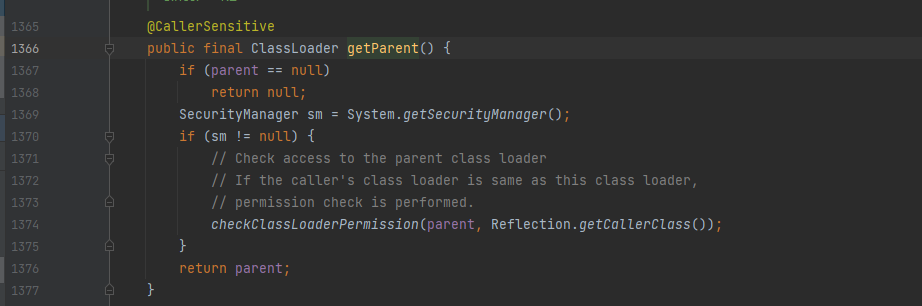 1365 @CallerSensitive
1366 public final ClassLoader getParent() {
1367 if (parent == null)
1368 return null;
1369 SecurityManager sm = System.getSecurityManager();
1370 if (sm != null) {
1371 // Check access to the parent class loader
1372 // If the caller's class loader is same as this class loader,
1373 // permission check is performed.
1374 checkClassLoaderPermission(parent, Reflection.getCallerClass());
1375 }
1376 return parent;
1377 }